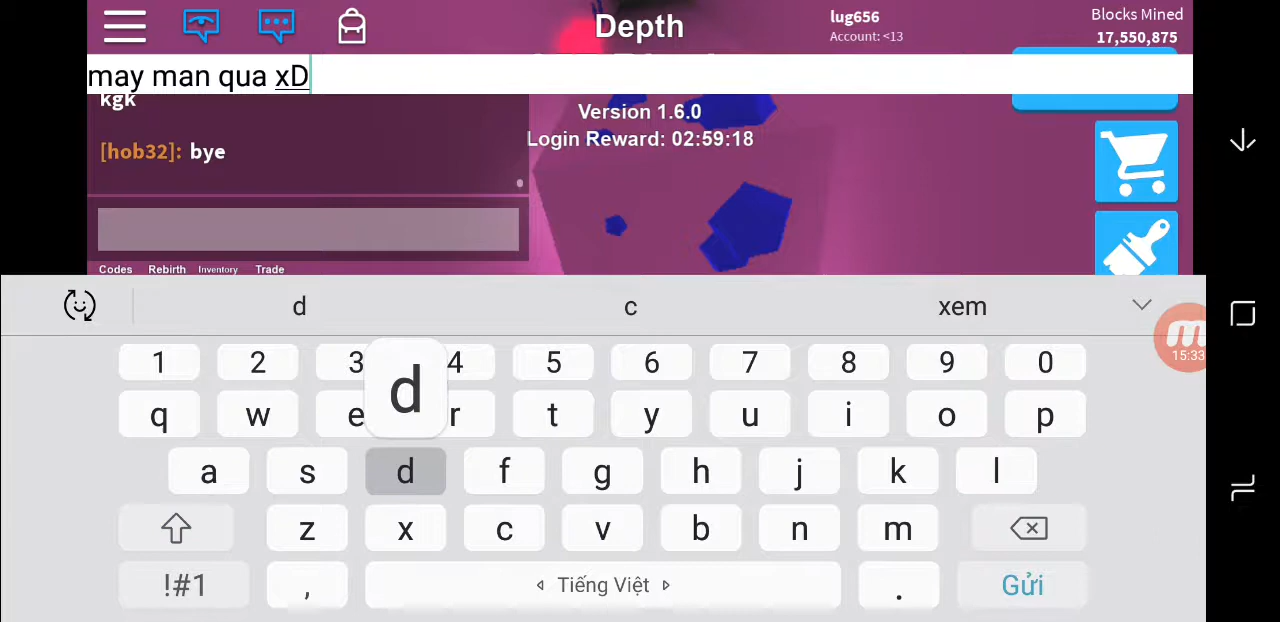 Depth
lug656
Account: <13
Blocks Mined
17,550,875
may man qua xD
kgk
[hob32]: bye
Version 1.6.0
Login Reward: 02:59:18
Codes Rebirth Inventory Trade
d c xem
1 2 3 4 5 6 7 8 9 0
d
q w e r t y u i o p
a s d f g h j k l
z x c v b n m
!#1 , Tiếng Việt . Gửi
m
15:33